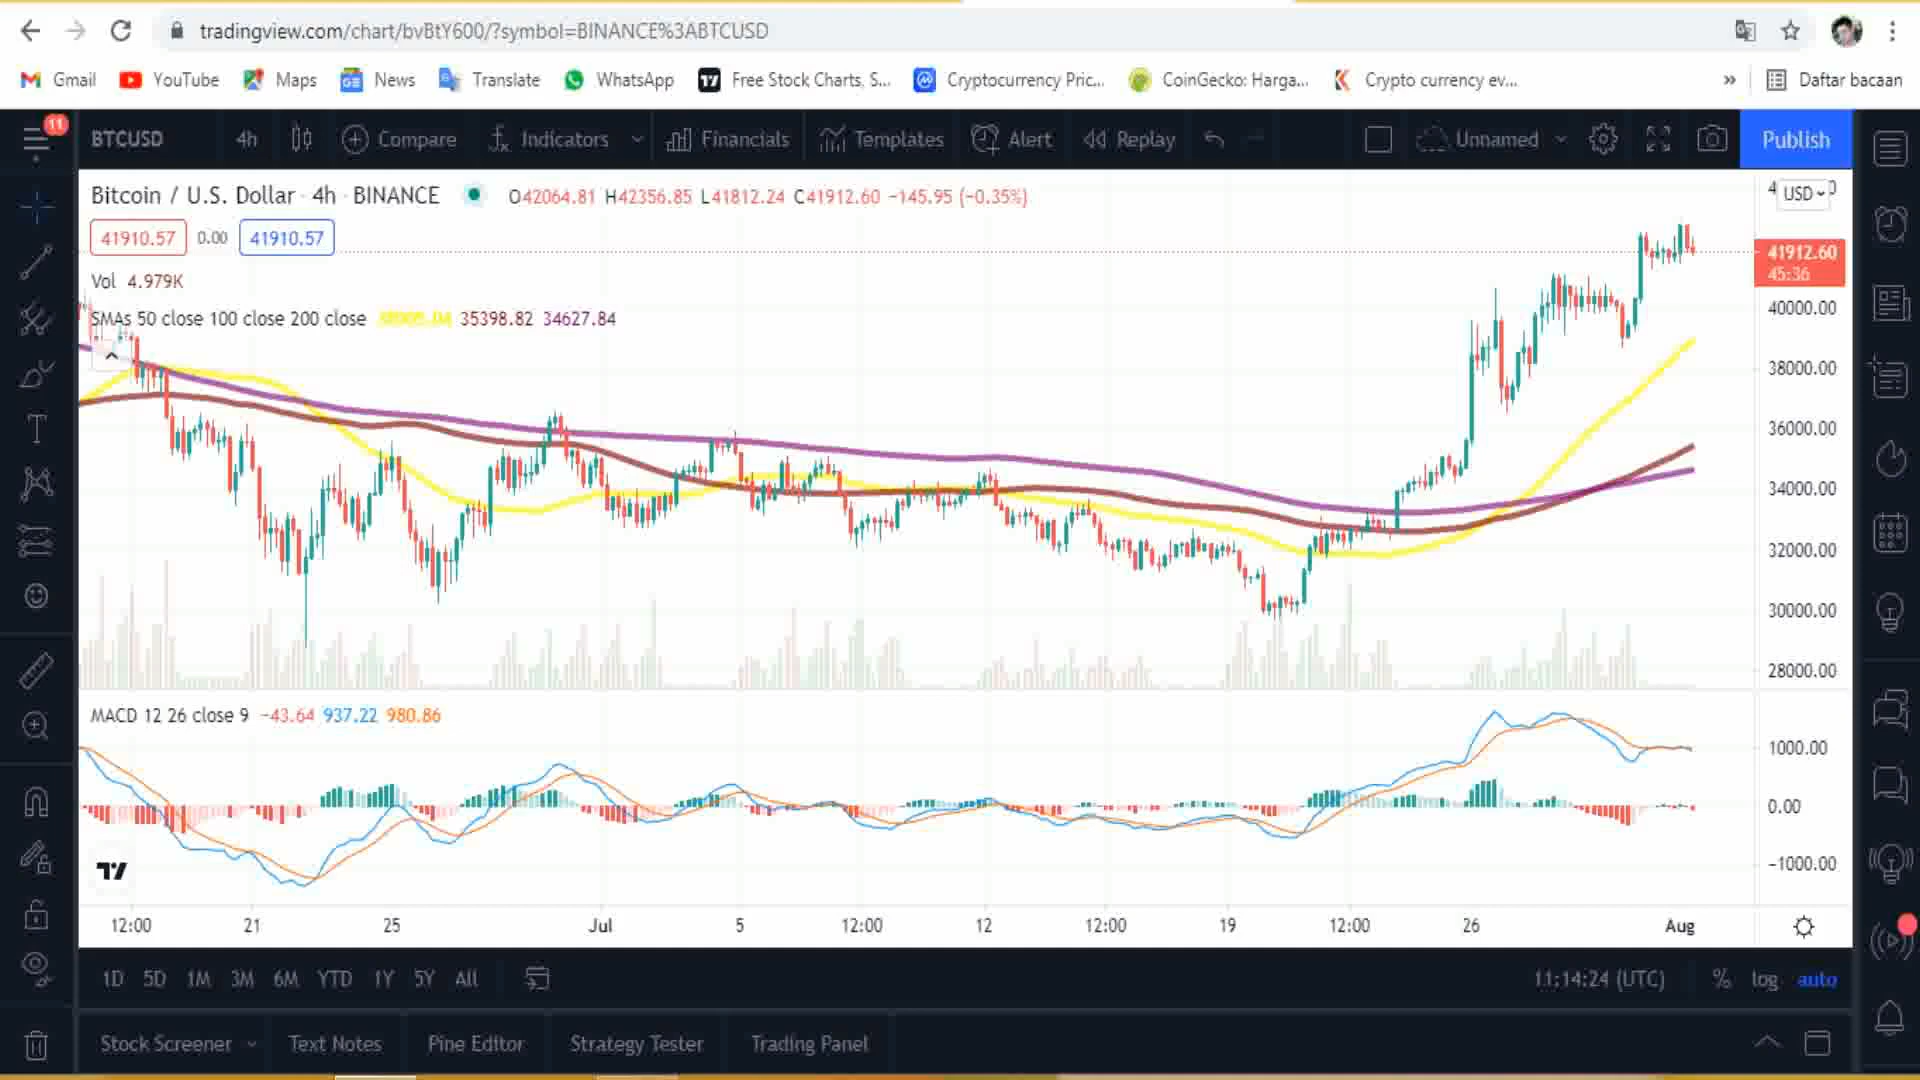 tradingview.com/chart/bvBtY600/?symbol=BINANCE%3ABTCUSD
Gmail YouTube Maps News Translate WhatsApp Free Stock Charts, S... Cryptocurrency Pric... CoinGecko: Harga... Crypto currency ev... » Daftar bacaan
11
BTCUSD 4h Compare Indicators Financials Templates Alert Replay Unnamed Publish
Bitcoin / U.S. Dollar · 4h · BINANCE O42064.81 H42356.85 L41812.24 C41912.60 −145.95 (−0.35%)
USD
41910.57 0.00 41910.57
41912.60
45:36
Vol 4.979K
SMAs 50 close 100 close 200 close 35398.82 34627.84
40000.00
38000.00
36000.00
34000.00
32000.00
30000.00
28000.00
MACD 12 26 close 9 −43.64 937.22 980.86
1000.00
0.00
−1000.00
12:00 21 25 Jul 5 12:00 12 12:00 19 12:00 26 Aug
1D 5D 1M 3M 6M YTD 1Y 5Y All 11:14:24 (UTC) % log auto
Stock Screener Text Notes Pine Editor Strategy Tester Trading Panel